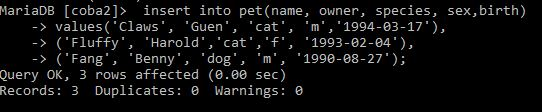 MariaDB [coba2]> `insert into pet(name, owner, species, sex,birth)
-> values('Claws', 'Guen', 'cat', 'm','1994-03-17'),
-> ('Fluffy', 'Harold','cat','f', '1993-02-04'),
-> ('Fang', 'Benny', 'dog', 'm', '1990-08-27');
Query OK, 3 rows affected (0.00 sec)
Records: 3  Duplicates: 0  Warnings: 0